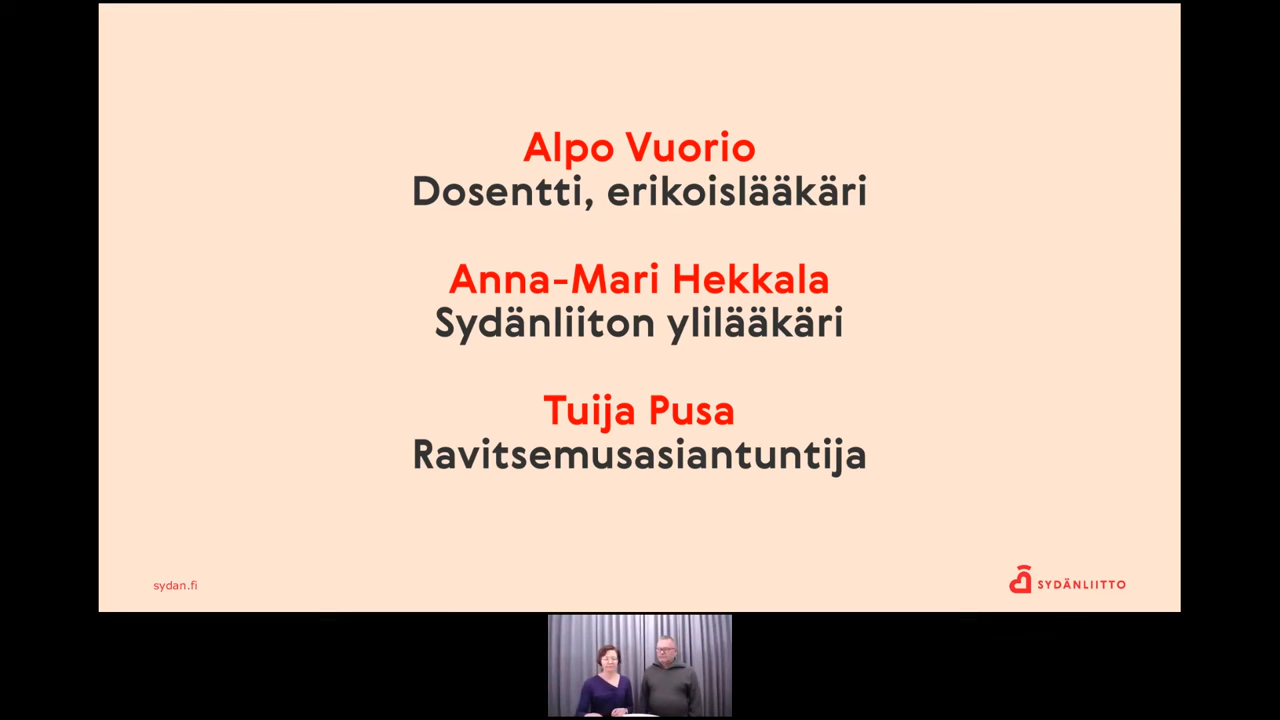 Alpo Vuorio
Dosentti, erikoislääkäri
Anna-Mari Hekkala
Sydänliiton ylilääkäri
Tuija Pusa
Ravitsemusasiantuntija
sydan.fi
SYDÄNLIITTO